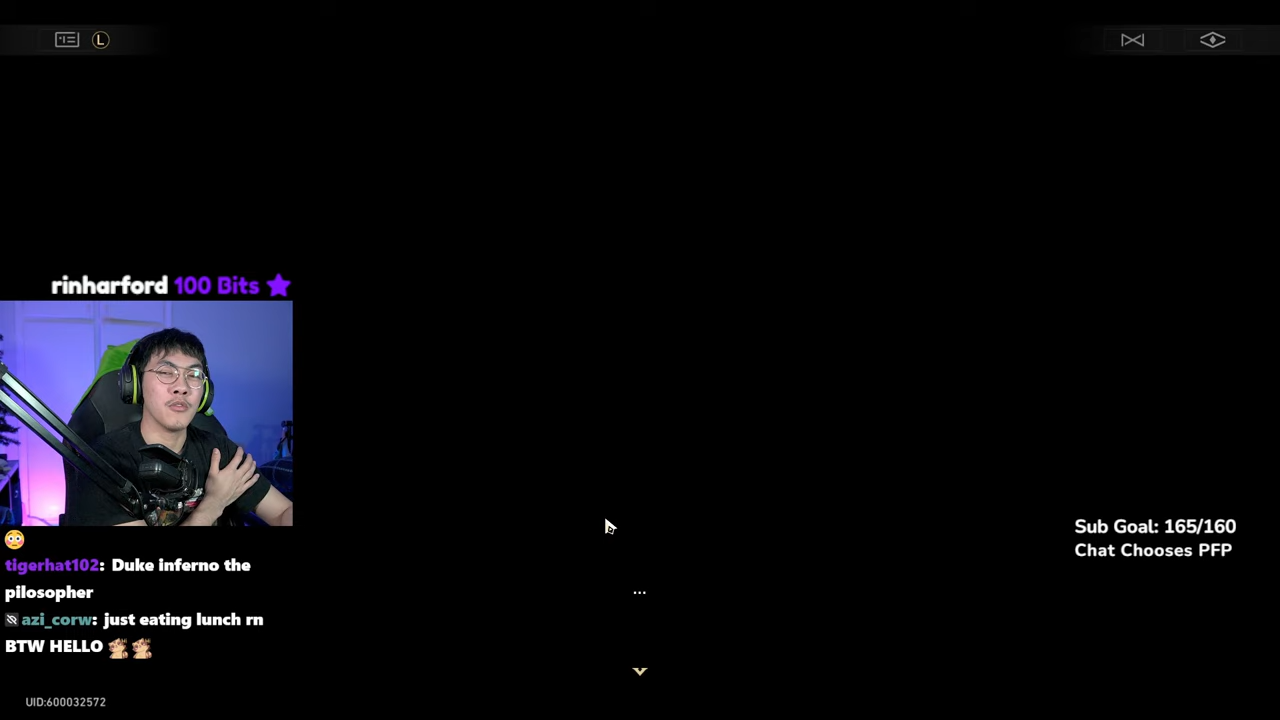 L
rinharford 100 Bits
Sub Goal: 165/160
Chat Chooses PFP
tigerhat102: Duke inferno the
pilosopher
azi_corw: just eating lunch rn
BTW HELLO
...
UID:600032572